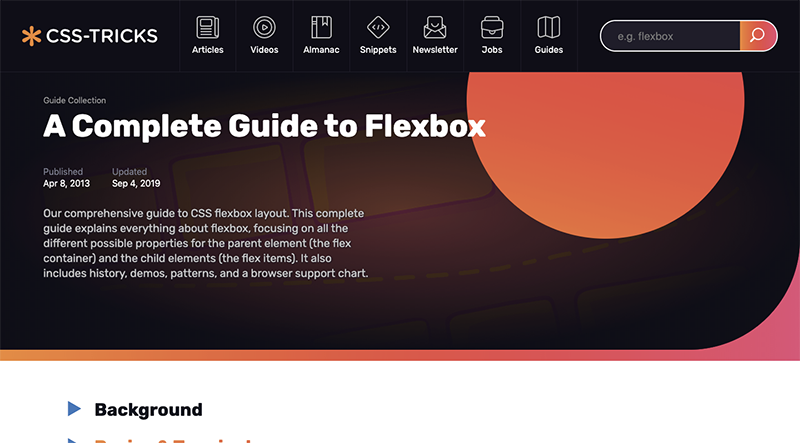 CSS-TRICKS
Articles
Videos
Almanac
Snippets
Newsletter
Jobs
Guides
e.g. flexbox
Guide Collection
A Complete Guide to Flexbox
Published
Updated
Apr 8, 2013
Sep 4, 2019
Our comprehensive guide to CSS flexbox layout. This complete
guide explains everything about flexbox, focusing on all the
different possible properties for the parent element (the flex
container) and the child elements (the flex items). It also
includes history, demos, patterns, and a browser support chart.
Background